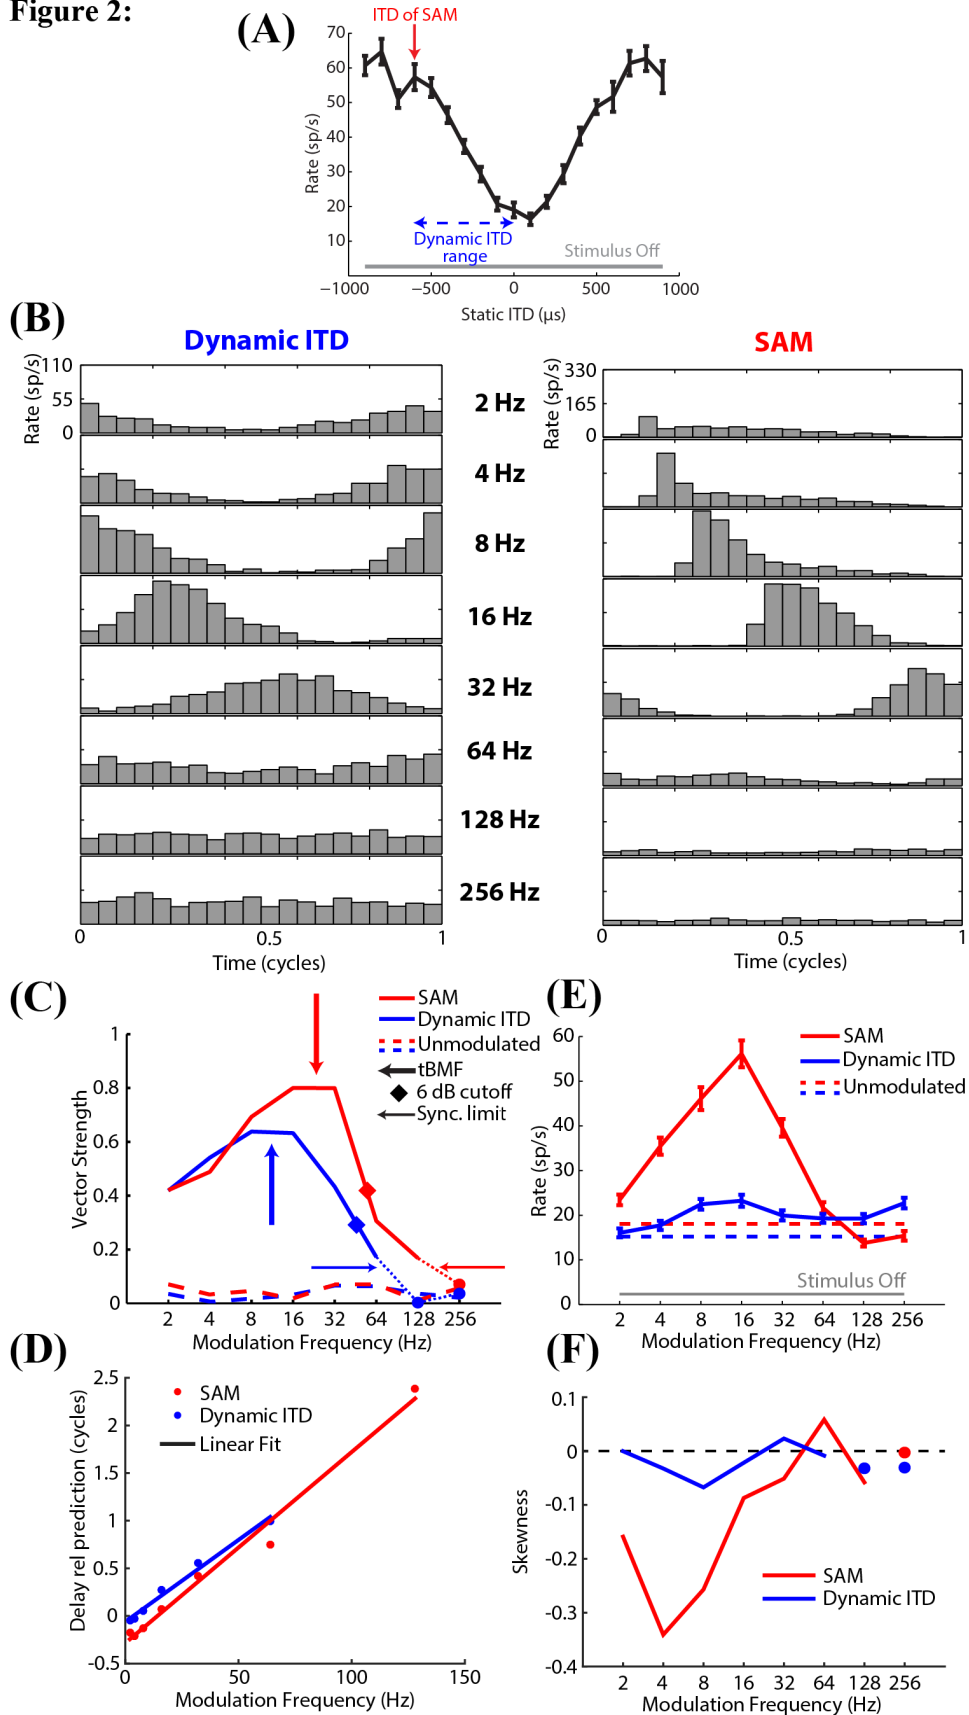 Figure 2:
(A)
ITD of SAM
70
60
50
40
30
20
10
Rate (sp/s)
Dynamic ITD
range
Stimulus Off
−1000 −500 0 500 1000
Static ITD (µs)
(B)
Dynamic ITD
SAM
Rate (sp/s)
110
55
0
Rate (sp/s)
330
165
0
2 Hz
4 Hz
8 Hz
16 Hz
32 Hz
64 Hz
128 Hz
256 Hz
0 0.5 1
Time (cycles)
0 0.5 1
Time (cycles)
(C)
SAM
Dynamic ITD
Unmodulated
tBMF
6 dB cutoff
Sync. limit
1
0.8
0.6
0.4
0.2
0
Vector Strength
2 4 8 16 32 64 128 256
Modulation Frequency (Hz)
(E)
SAM
Dynamic ITD
Unmodulated
60
50
40
30
20
10
0
Rate (sp/s)
Stimulus Off
2 4 8 16 32 64 128 256
Modulation Frequency (Hz)
(D)
SAM
Dynamic ITD
Linear Fit
2.5
2
1.5
1
0.5
0
-0.5
Delay rel prediction (cycles)
0 50 100 150
Modulation Frequency (Hz)
(F)
0.1
0
-0.1
-0.2
-0.3
-0.4
Skewness
SAM
Dynamic ITD
2 4 8 16 32 64 128 256
Modulation Frequency (Hz)